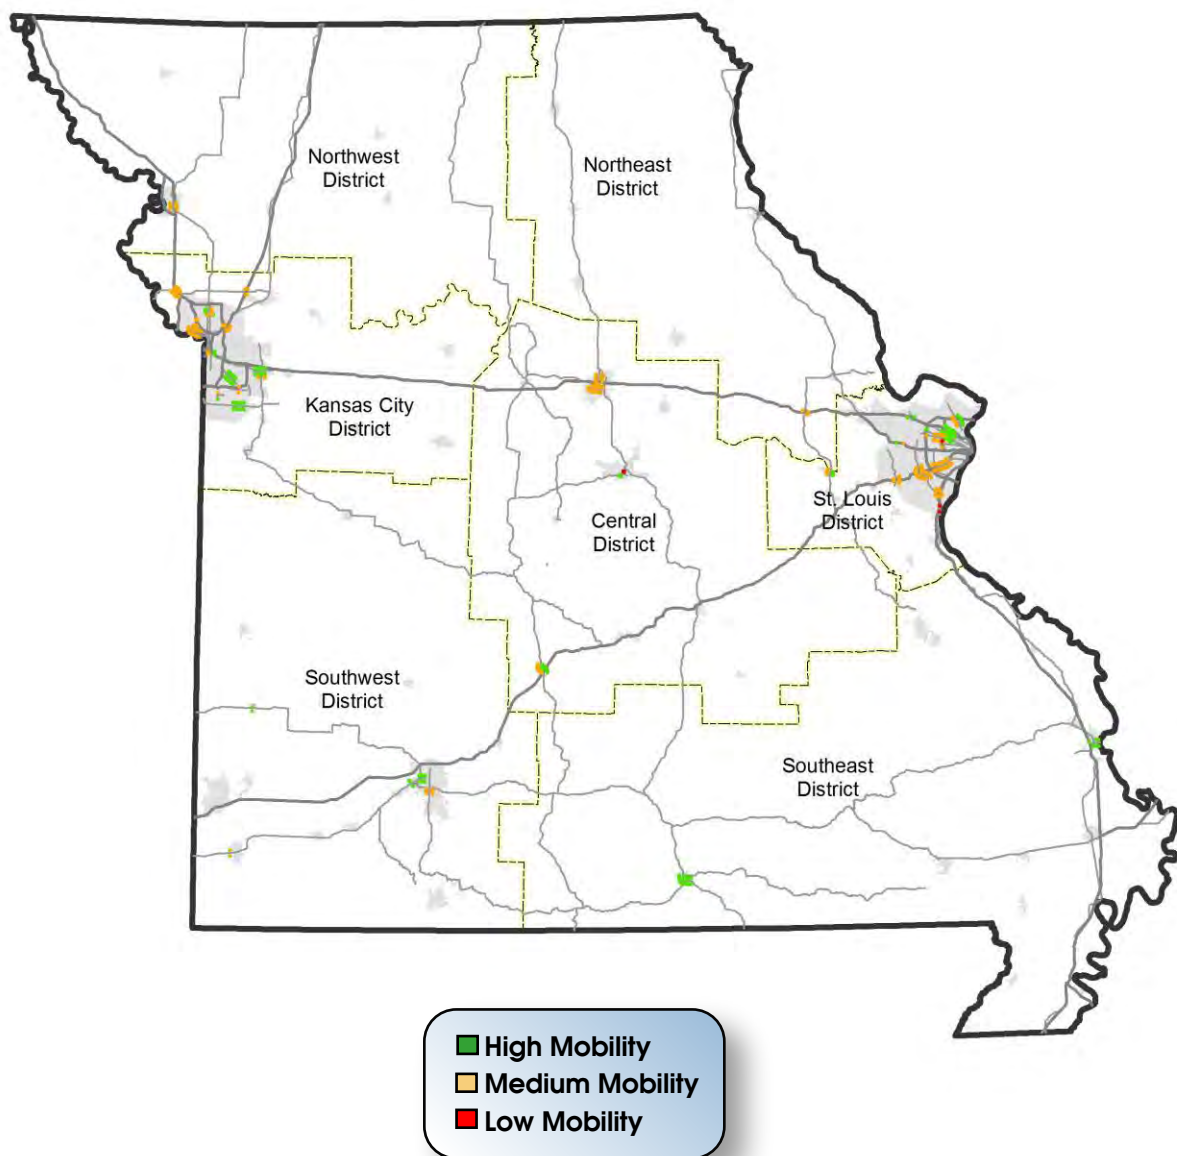 Northwest
District
Northeast
District
Kansas City
District
Central
District
St. Louis
District
Southwest
District
Southeast
District
High Mobility
Medium Mobility
Low Mobility